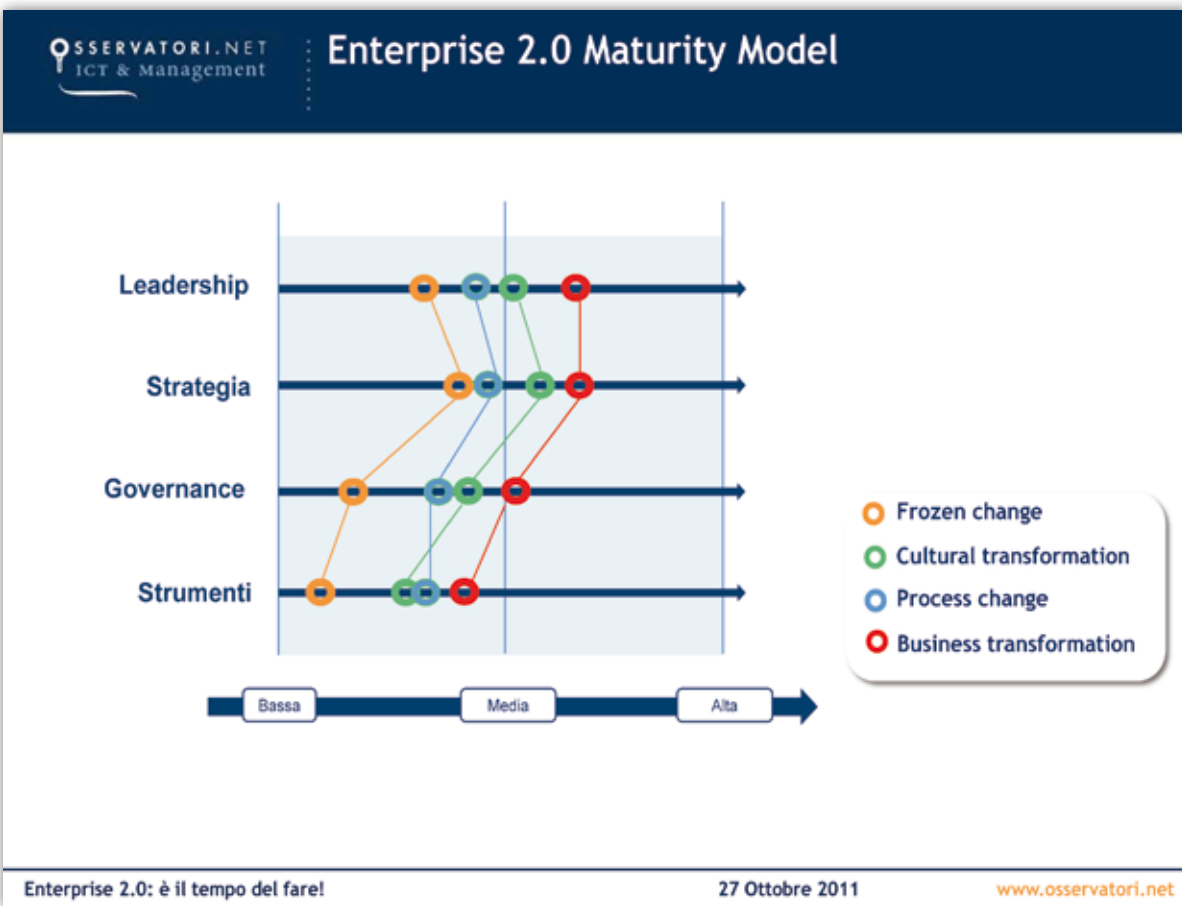 OSSERVATORI.NET
ICT & Management
Enterprise 2.0 Maturity Model
Leadership
Strategia
Governance
Strumenti
Frozen change
Cultural transformation
Process change
Business transformation
Bassa
Media
Alta
Enterprise 2.0: è il tempo del fare!
27 Ottobre 2011
www.osservatori.net